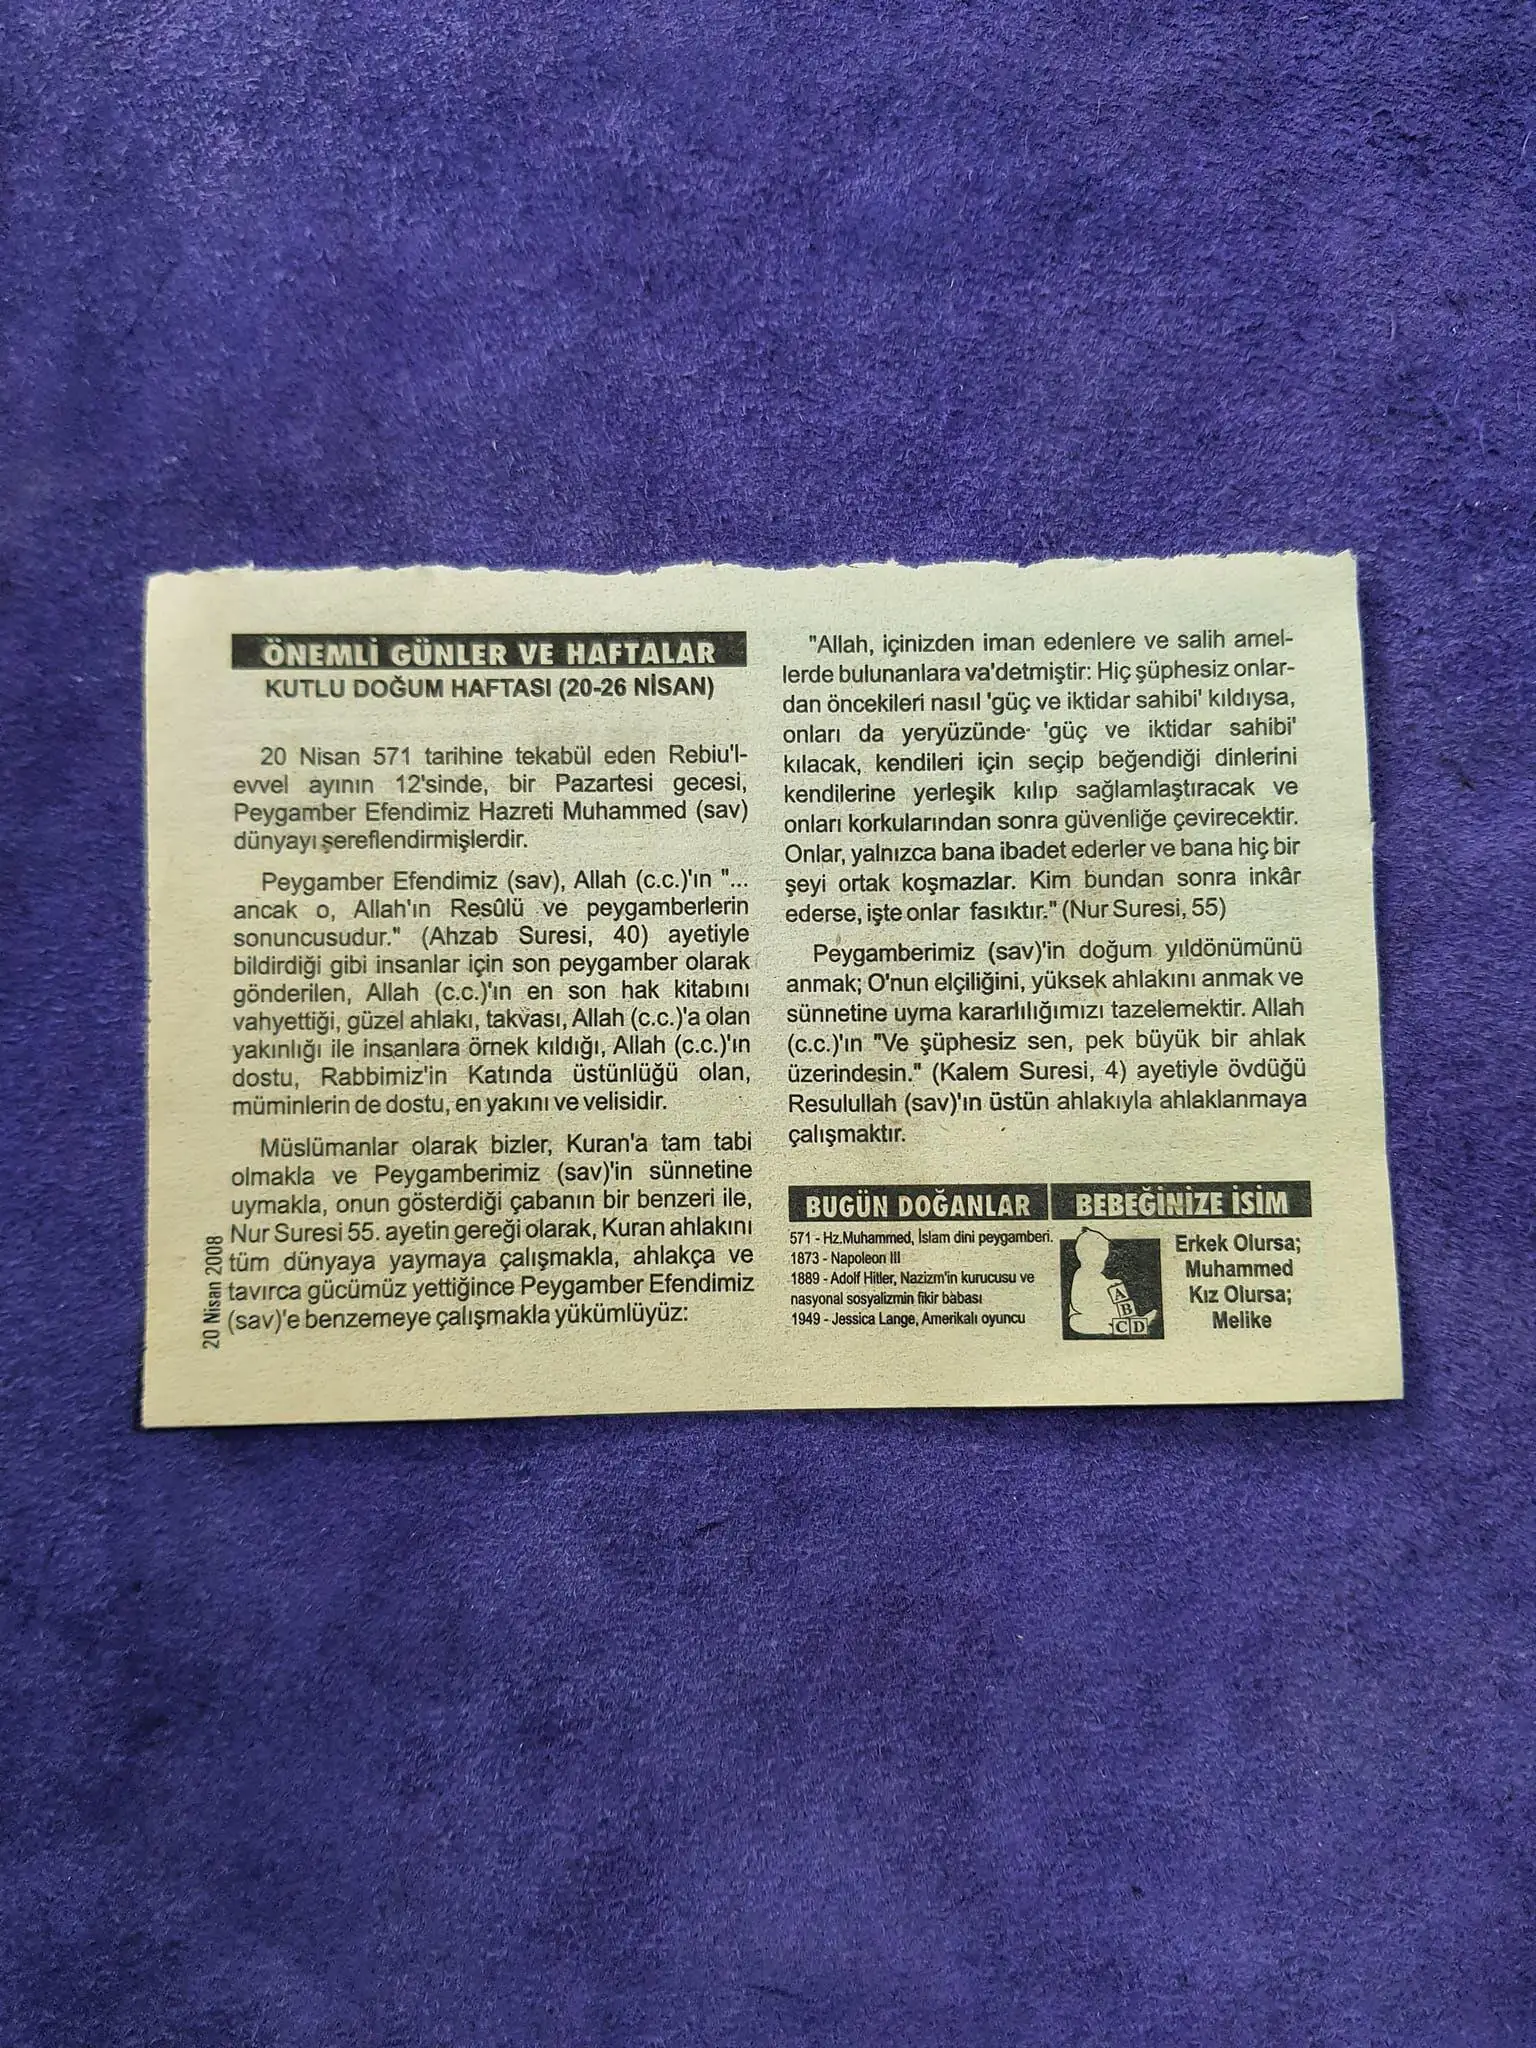 ÖNEMLİ GÜNLER VE HAFTALAR
KUTLU DOĞUM HAFTASI (20-26 NİSAN)
20 Nisan 571 tarihine tekabül eden Rebiu'l-
evvel ayının 12'sinde, bir Pazartesi gecesi,
Peygamber Efendimiz Hazreti Muhammed (sav)
dünyayı şereflendirmişlerdir.
Peygamber Efendimiz (sav), Allah (c.c.)'ın "...
ancak o, Allah'ın Resûlü ve peygamberlerin
sonuncusudur." (Ahzab Suresi, 40) ayetiyle
bildirdiği gibi insanlar için son peygamber olarak
gönderilen, Allah (c.c.)'ın en son hak kitabını
vahyettiği, güzel ahlakı, takvası, Allah (c.c.)'a olan
yakınlığı ile insanlara örnek kıldığı, Allah (c.c.)'ın
dostu, Rabbimiz'in Katında üstünlüğü olan,
müminlerin de dostu, en yakını ve velisidir.
Müslümanlar olarak bizler, Kuran'a tam tabi
olmakla ve Peygamberimiz (sav)'in sünnetine
uymakla, onun gösterdiği çabanın bir benzeri ile,
Nur Suresi 55. ayetin gereği olarak, Kuran ahlakını
tüm dünyaya yaymaya çalışmakla, ahlakça ve
tavırca gücümüz yettiğince Peygamber Efendimiz
(sav)'e benzemeye çalışmakla yükümlüyüz:
20 Nisan 2008
"Allah, içinizden iman edenlere ve salih amel-
lerde bulunanlara va'detmiştir: Hiç şüphesiz onlar-
dan öncekileri nasıl 'güç ve iktidar sahibi' kıldıysa,
onları da yeryüzünde 'güç ve iktidar sahibi'
kılacak, kendileri için seçip beğendiği dinlerini
kendilerine yerleşik kılıp sağlamlaştıracak ve
onları korkularından sonra güvenliğe çevirecektir.
Onlar, yalnızca bana ibadet ederler ve bana hiç bir
şeyi ortak koşmazlar. Kim bundan sonra inkâr
ederse, işte onlar fasıktır." (Nur Suresi, 55)
Peygamberimiz (sav)'in doğum yıldönümünü
anmak; O'nun elçiliğini, yüksek ahlakını anmak ve
sünnetine uyma kararlılığımızı tazelemektir. Allah
(c.c.)'ın "Ve şüphesiz sen, pek büyük bir ahlak
üzerindesin." (Kalem Suresi, 4) ayetiyle övdüğü
Resulullah (sav)'ın üstün ahlakıyla ahlaklanmaya
çalışmaktır.
BUGÜN DOĞANLAR
571 - Hz.Muhammed, İslam dini peygamberi.
1873 - Napoleon III
1889 - Adolf Hitler, Nazizm'in kurucusu ve
nasyonal sosyalizmin fikir babası
1949 - Jessica Lange, Amerikalı oyuncu
BEBEĞİNİZE İSİM
A
B
C D
Erkek Olursa;
Muhammed
Kız Olursa;
Melike